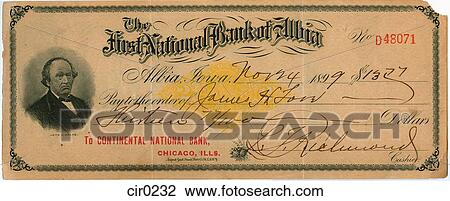 The
First National Bank of Albia
No. D48071
Albia, Iowa, Nov 24 1899 $13 27
Pay to the order of James H
Dollars
To CONTINENTAL NATIONAL BANK,
CHICAGO, ILLS.
Richmond
Cashier
FOTOSEARCH
cir0232 www.fotosearch.com